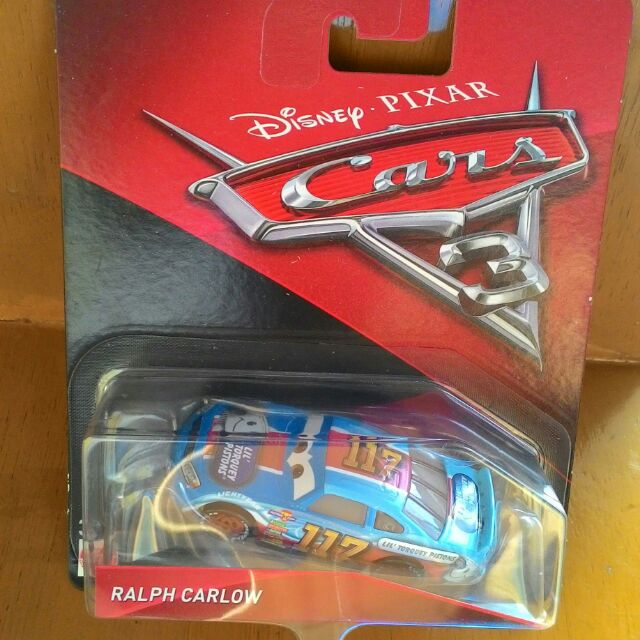 Disney · PIXAR
Cars
3
LIL' TORQUEY PISTONS
117
117
LIL' TORQUEY PISTONS
RALPH CARLOW